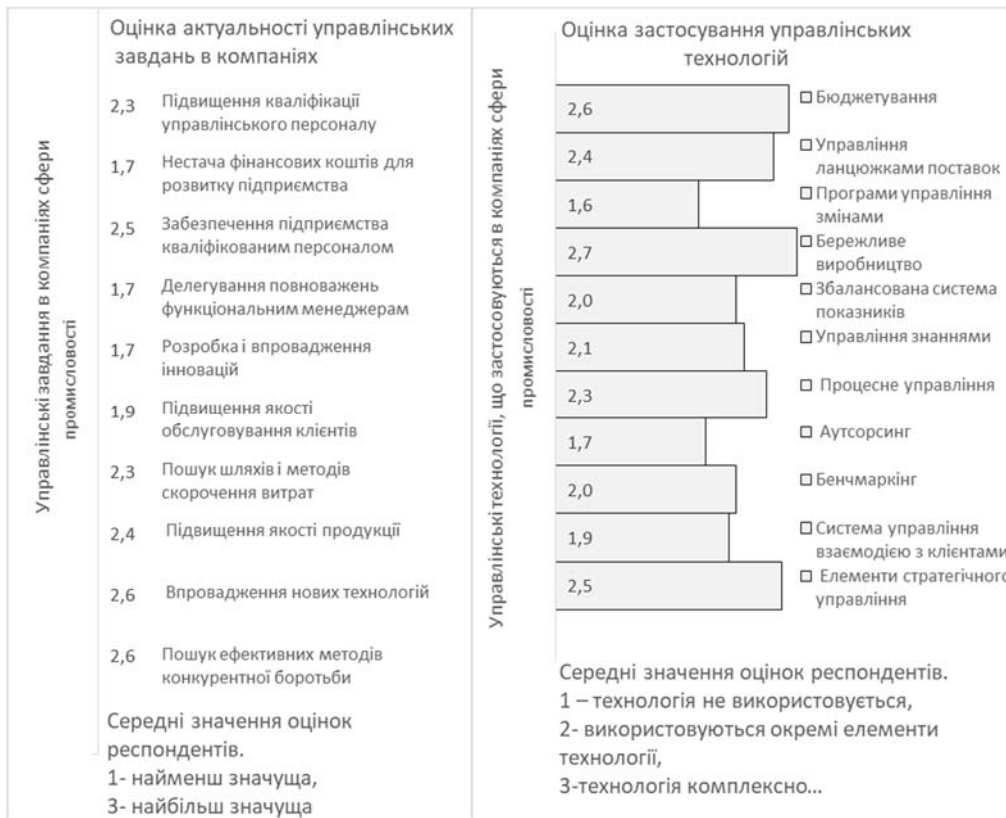 Управлінські завдання в компаніях сфери
промисловості
Оцінка актуальності управлінських
завдань в компаніях
2,3 Підвищення кваліфікації
управлінського персоналу
1,7 Нестача фінансових коштів для
розвитку підприємства
2,5 Забезпечення підприємства
кваліфікованим персоналом
1,7 Делегування повноважень
функціональним менеджерам
1,7 Розробка і впровадження
інновацій
1,9 Підвищення якості
обслуговування клієнтів
2,3 Пошук шляхів і методів
скорочення витрат
2,4 Підвищення якості продукції
2,6 Впровадження нових технологій
2,6 Пошук ефективних методів
конкурентної боротьби
Середні значення оцінок
респондентів.
1- найменш значуща,
3- найбільш значуща
Управлінські технології, що застосовуються в компаніях сфери
промисловості
Оцінка застосування управлінських
технологій
2,6 Бюджетування
2,4 Управління
ланцюжками поставок
1,6 Програми управління
змінами
2,7 Бережливе
виробництво
2,0 Збалансована система
показників
2,1 Управління знаннями
2,3 Процесне управління
1,7 Аутсорсинг
2,0 Бенчмаркінг
1,9 Система управління
взаємодією з клієнтами
2,5 Елементи стратегічного
управління
Середні значення оцінок респондентів.
1 – технологія не використовується,
2- використовуються окремі елементи
технології,
3-технологія комплексно...